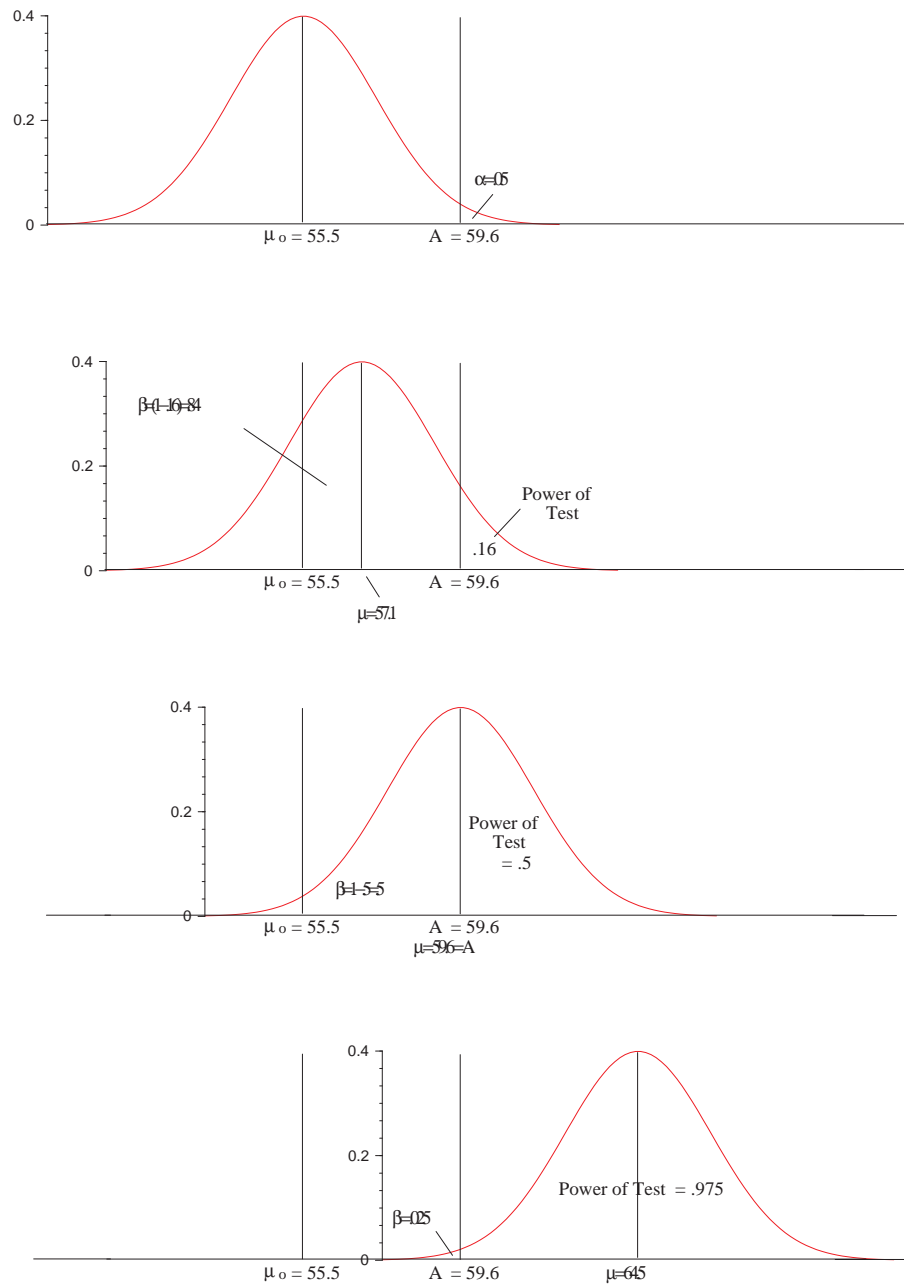 0.4
0.2
α=.05
0
μ o = 55.5
A = 59.6
0.4
β=(1-.16)=.84
0.2
Power of
Test
.16
0
μ o = 55.5
A = 59.6
μ=57.1
0.4
0.2
Power of
Test
= .5
β=1-.5=.5
0
μ o = 55.5
A = 59.6
μ=59.6=A
0.4
0.2
Power of Test = .975
β=.025
0
μ o = 55.5
A = 59.6
μ=64.5